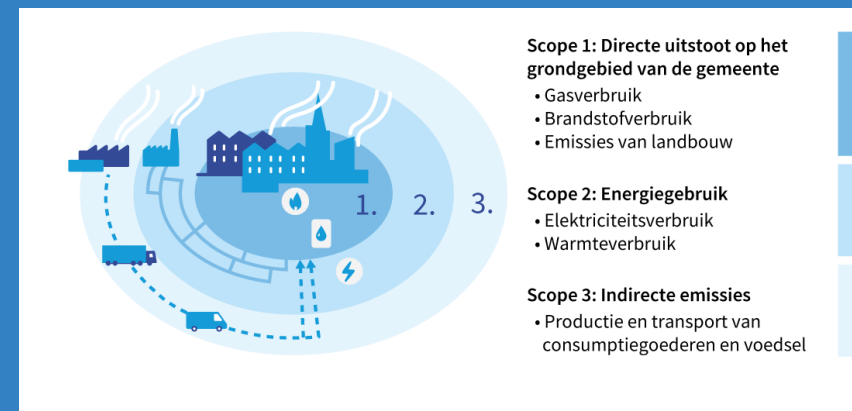 1.
2.
3.
Scope 1: Directe uitstoot op het
grondgebied van de gemeente
• Gasverbruik
• Brandstofverbruik
• Emissies van landbouw
Scope 2: Energiegebruik
• Elektriciteitsverbruik
• Warmteverbruik
Scope 3: Indirecte emissies
• Productie en transport van
consumptiegoederen en voedsel